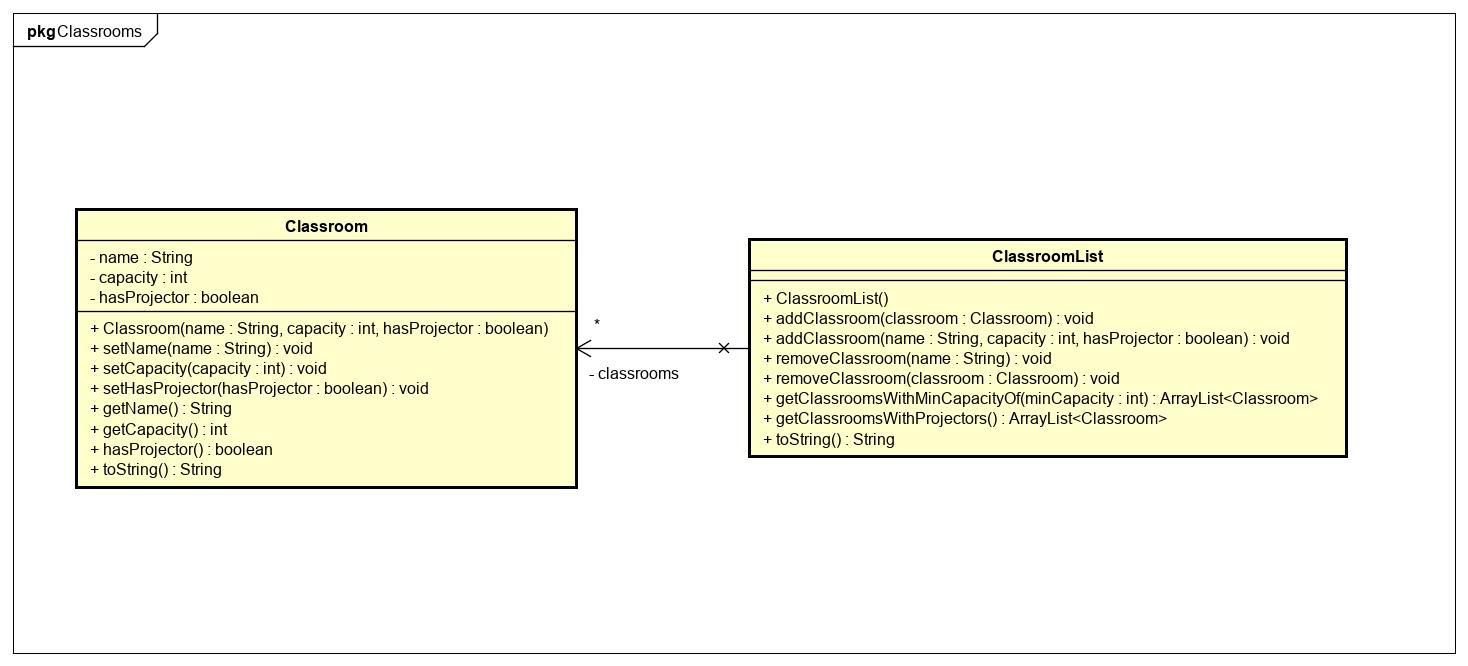 pkg Classrooms
Classroom
- name : String
- capacity : int
- hasProjector : boolean
+ Classroom(name : String, capacity : int, hasProjector : boolean)
+ setName(name : String) : void
+ setCapacity(capacity : int) : void
+ setHasProjector(hasProjector : boolean) : void
+ getName() : String
+ getCapacity() : int
+ hasProjector() : boolean
+ toString() : String
*
- classrooms
ClassroomList
+ ClassroomList()
+ addClassroom(classroom : Classroom) : void
+ addClassroom(name : String, capacity : int, hasProjector : boolean) : void
+ removeClassroom(name : String) : void
+ removeClassroom(classroom : Classroom) : void
+ getClassroomsWithMinCapacityOf(minCapacity : int) : ArrayList<Classroom>
+ getClassroomsWithProjectors() : ArrayList<Classroom>
+ toString() : String